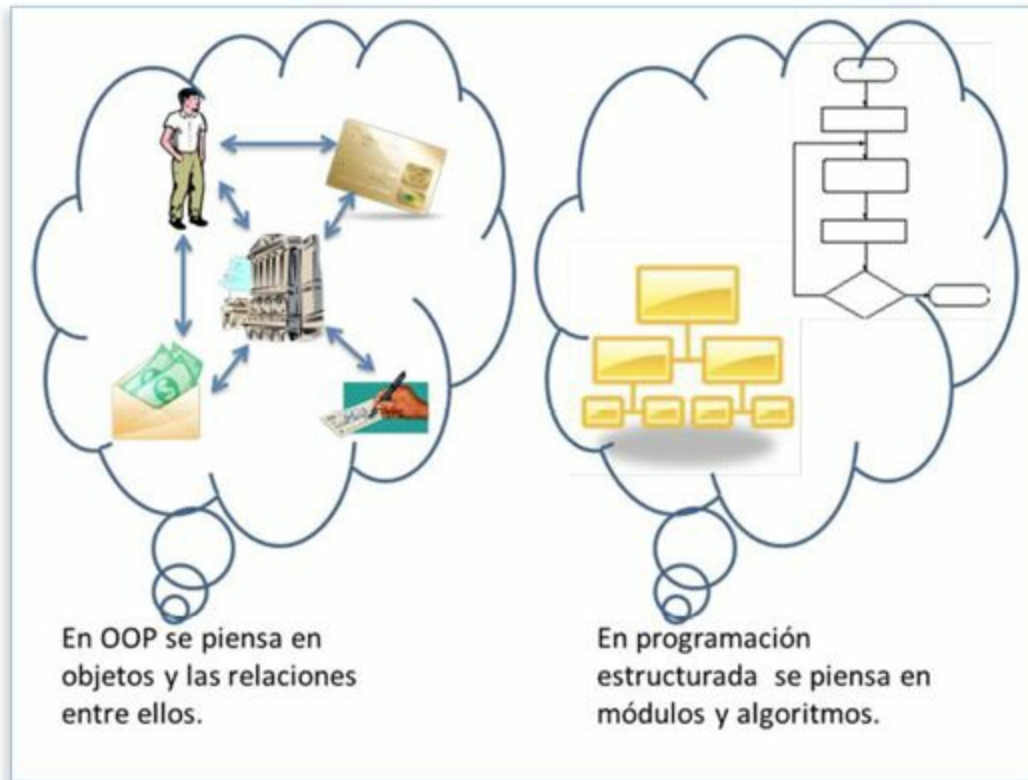 En OOP se piensa en
objetos y las relaciones
entre ellos.
En programación
estructurada se piensa en
módulos y algoritmos.